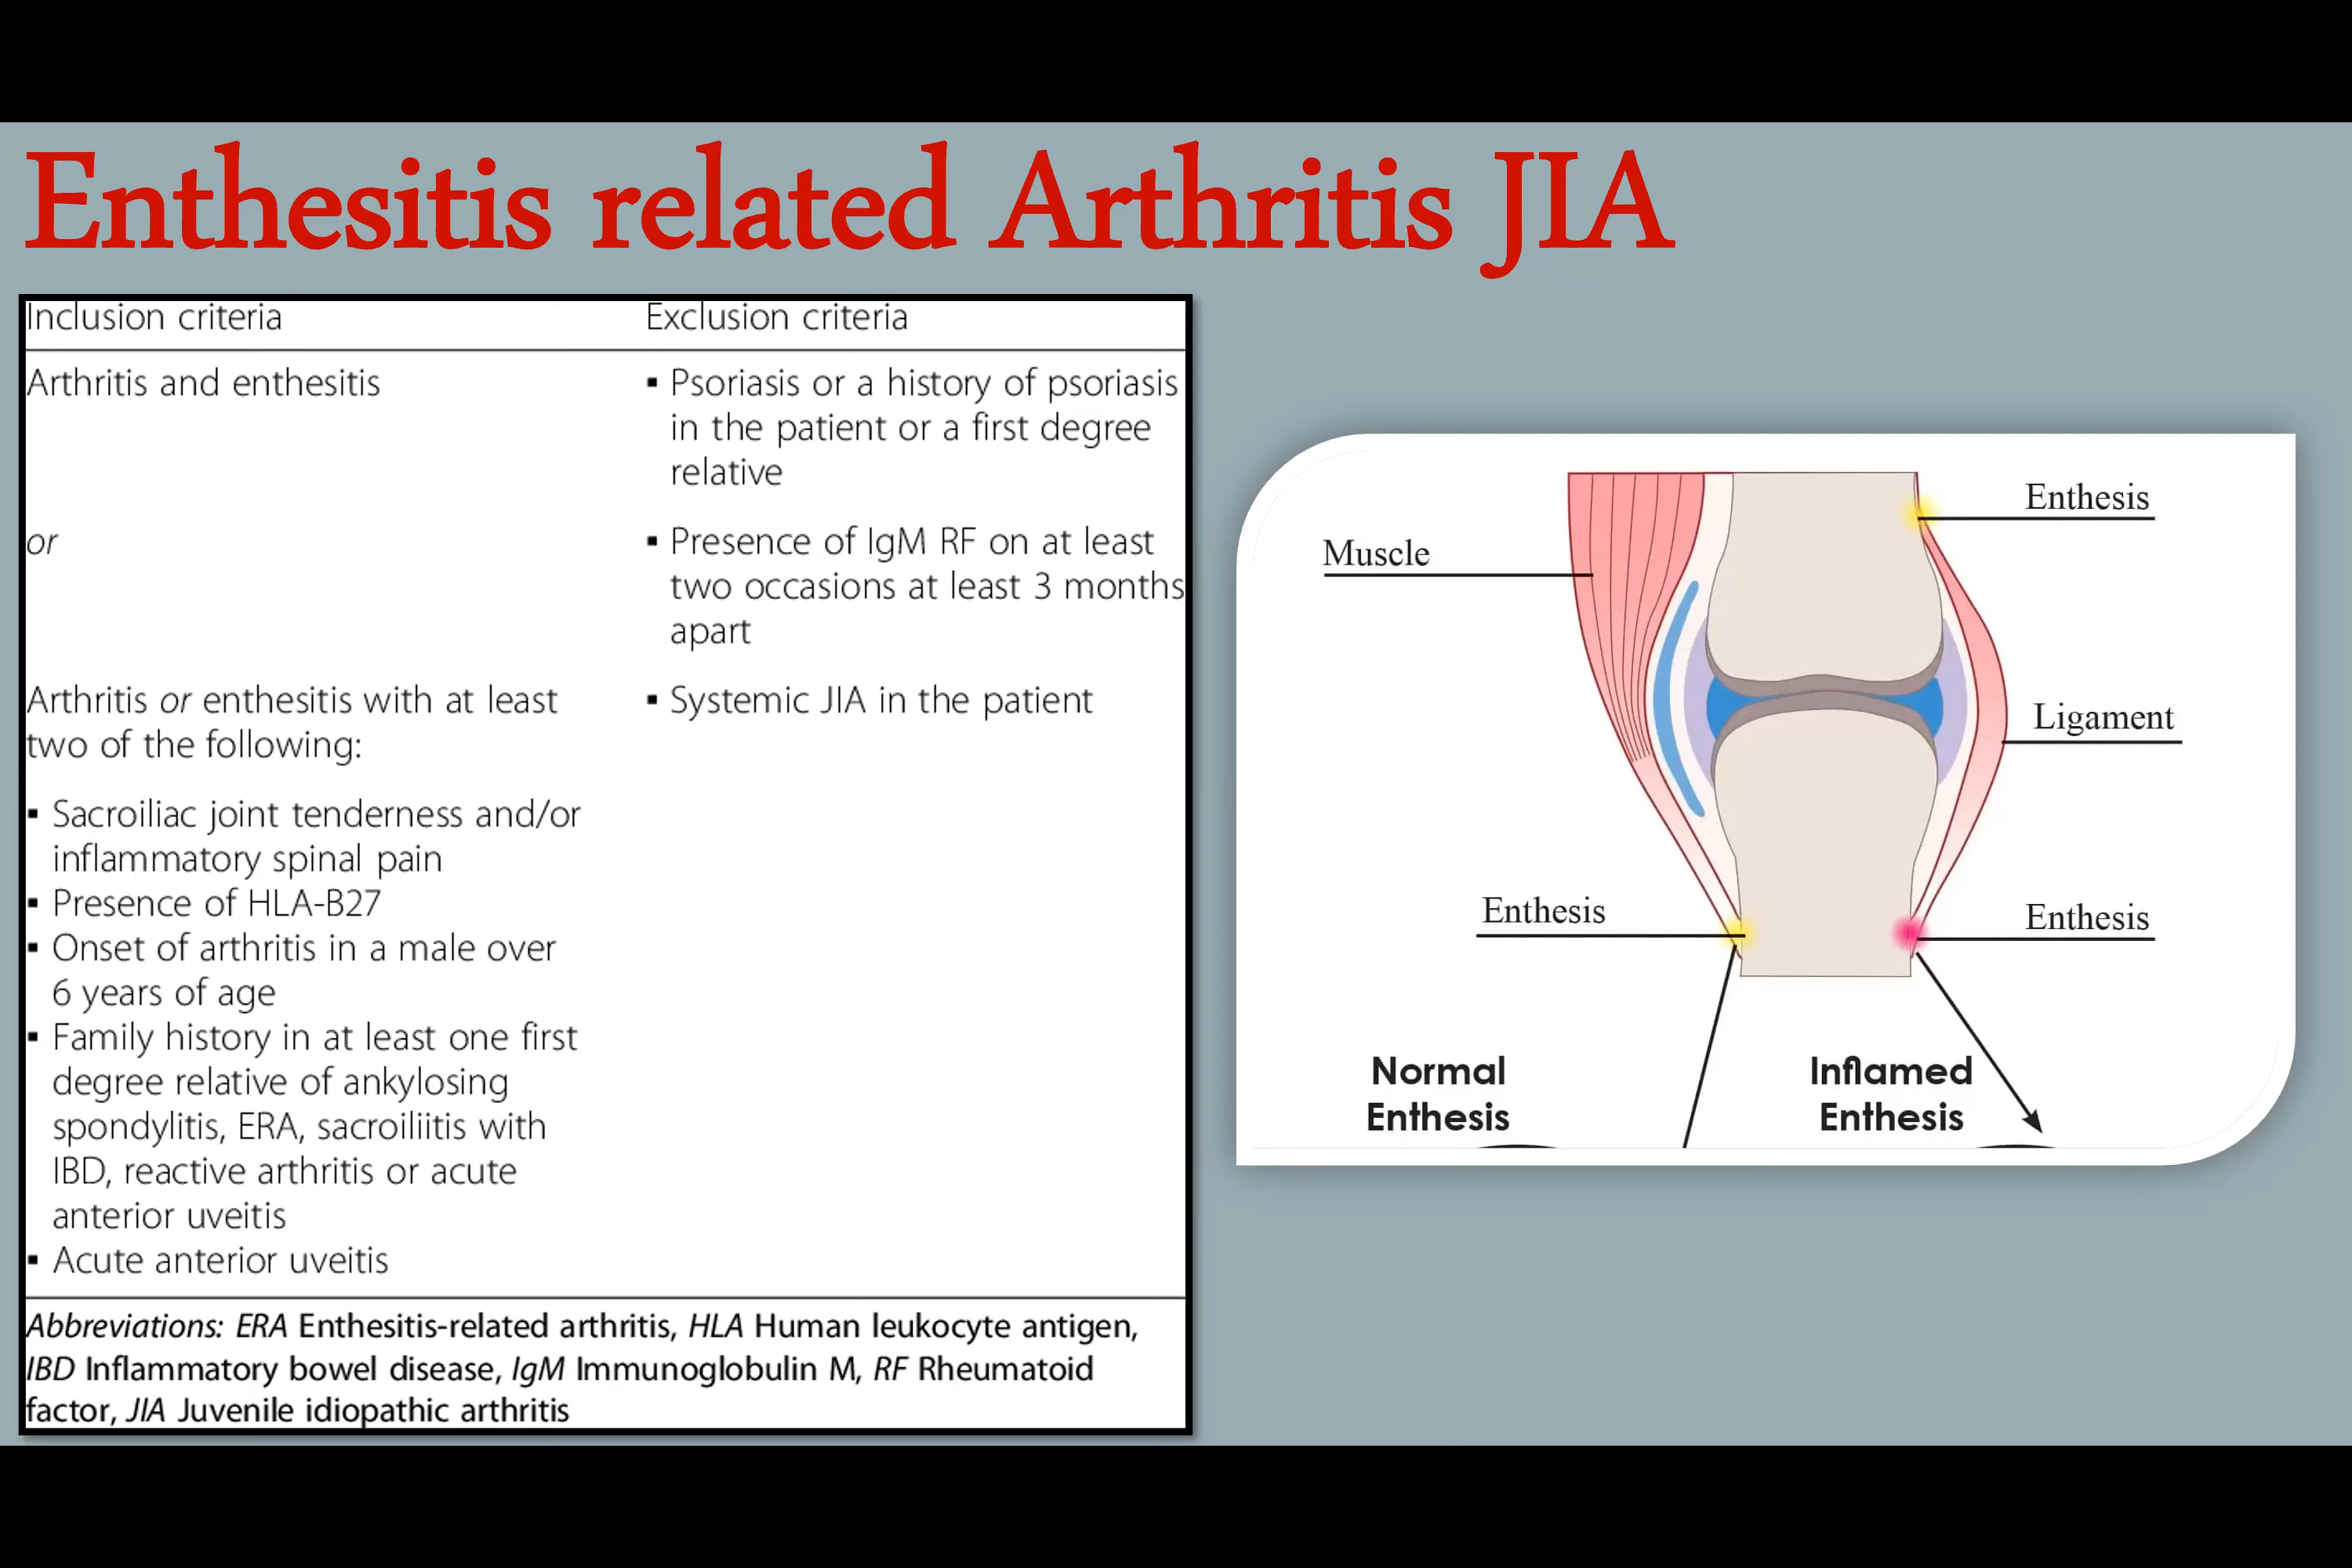 Enthesitis related Arthritis JIA
Inclusion criteria
Exclusion criteria
Arthritis and enthesitis
▪ Psoriasis or a history of psoriasis
in the patient or a first degree
relative
or
▪ Presence of IgM RF on at least
two occasions at least 3 months
apart
Arthritis or enthesitis with at least
two of the following:
▪ Systemic JIA in the patient
▪ Sacroiliac joint tenderness and/or
inflammatory spinal pain
▪ Presence of HLA-B27
▪ Onset of arthritis in a male over
6 years of age
▪ Family history in at least one first
degree relative of ankylosing
spondylitis, ERA, sacroiliitis with
IBD, reactive arthritis or acute
anterior uveitis
▪ Acute anterior uveitis
Abbreviations: ERA Enthesitis-related arthritis, HLA Human leukocyte antigen,
IBD Inflammatory bowel disease, IgM Immunoglobulin M, RF Rheumatoid
factor, JIA Juvenile idiopathic arthritis
Enthesis
Muscle
Ligament
Enthesis
Enthesis
Normal
Enthesis
Inflamed
Enthesis